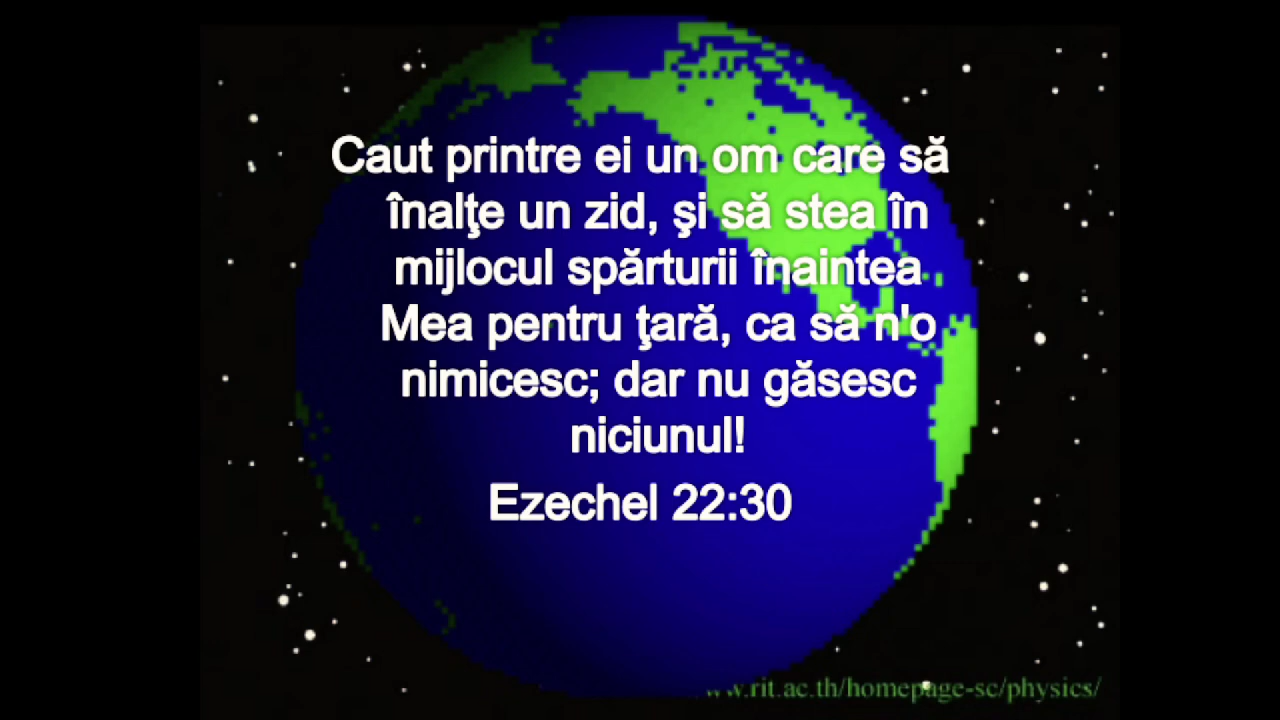 Caut printre ei un om care să
înalţe un zid, şi să stea în
mijlocul spărturii înaintea
Mea pentru ţară, ca să n'o
nimicesc; dar nu găsesc
niciunul!
Ezechel 22:30
www.rit.ac.th/homepage-sc/physics/